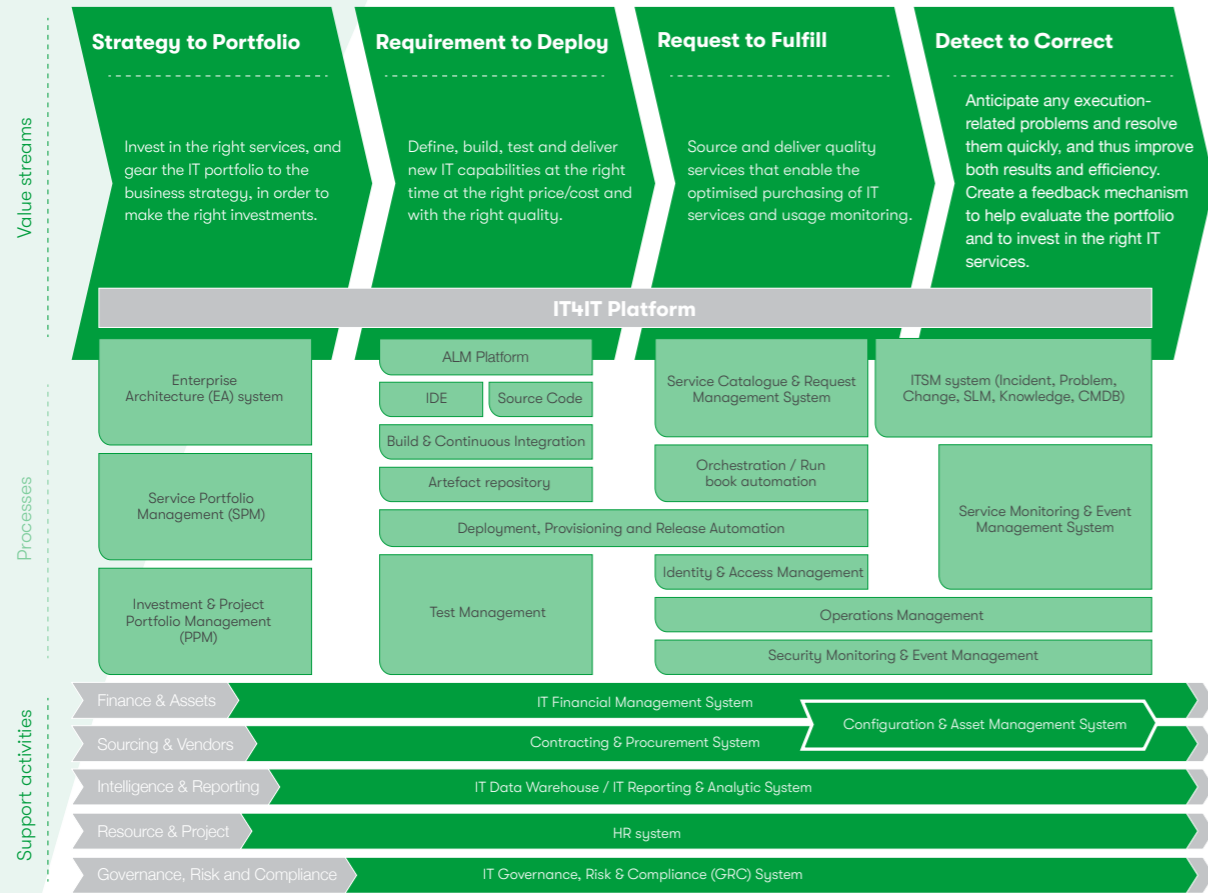 Value streams
Strategy to Portfolio
Invest in the right services, and
gear the IT portfolio to the
business strategy, in order to
make the right investments.
Requirement to Deploy
Define, build, test and deliver
new IT capabilities at the right
time at the right price/cost and
with the right quality.
Request to Fulfill
Source and deliver quality
services that enable the
optimised purchasing of IT
services and usage monitoring.
Detect to Correct
Anticipate any execution-
related problems and resolve
them quickly, and thus improve
both results and efficiency.
Create a feedback mechanism
to help evaluate the portfolio
and to invest in the right IT
services.
IT4IT Platform
Processes
Enterprise
Architecture (EA) system
Service Portfolio
Management (SPM)
Investment & Project
Portfolio Management
(PPM)
ALM Platform
IDE
Source Code
Build & Continuous Integration
Artefact repository
Deployment, Provisioning and Release Automation
Test Management
Service Catalogue & Request
Management System
Orchestration / Run
book automation
Identity & Access Management
ITSM system (Incident, Problem,
Change, SLM, Knowledge, CMDB)
Service Monitoring & Event
Management System
Operations Management
Security Monitoring & Event Management
Support activities
Finance & Assets
IT Financial Management System
Configuration & Asset Management System
Sourcing & Vendors
Contracting & Procurement System
Intelligence & Reporting
IT Data Warehouse / IT Reporting & Analytic System
Resource & Project
HR system
Governance, Risk and Compliance
IT Governance, Risk & Compliance (GRC) System